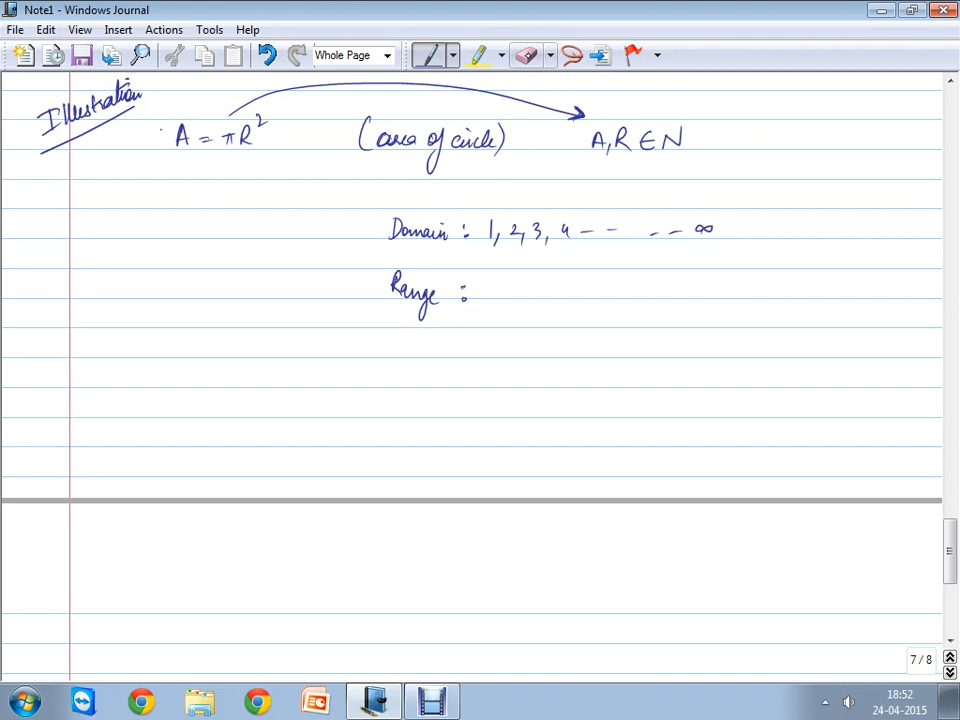 Note1 - Windows Journal
File Edit View Insert Actions Tools Help
Whole Page
Illustration
A = πR² (area of circle) A, R ∈ N
Domain : 1, 2, 3, 4 - - - - ∞
Range :
7 / 8
18:52
24-04-2015